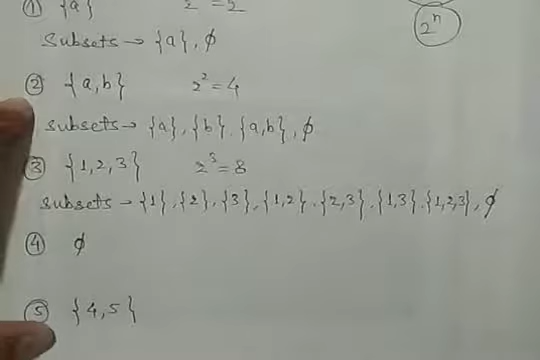 ① {a} 2 = 2
2ⁿ
Subsets → {a}, ϕ
② {a,b} 2² = 4
subsets → {a}, {b}, {a,b}, ϕ
③ {1,2,3} 2³ = 8
subsets → {1}, {2}, {3}, {1,2}, {2,3}, {1,3}, {1,2,3}, ϕ
④ ϕ
⑤ {4,5}